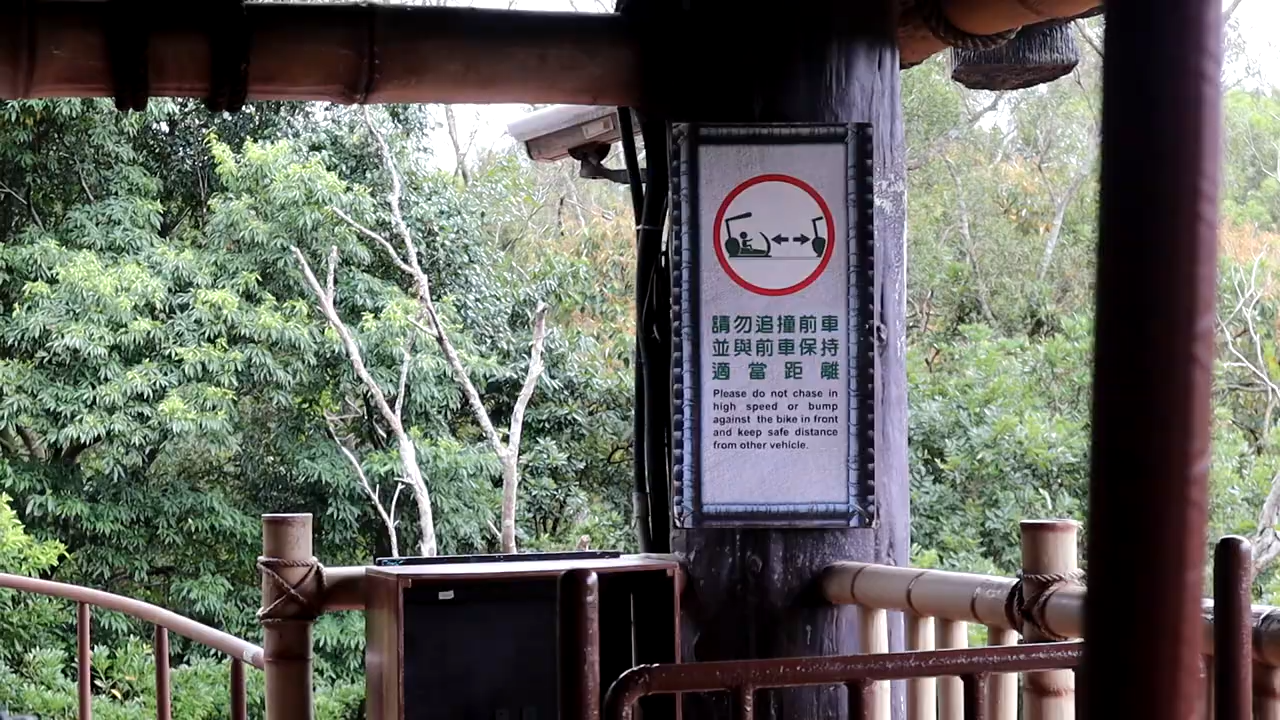 請勿追撞前車
並與前車保持
適當距離
Please do not chase in
high speed or bump
against the bike in front
and keep safe distance
from other vehicle.